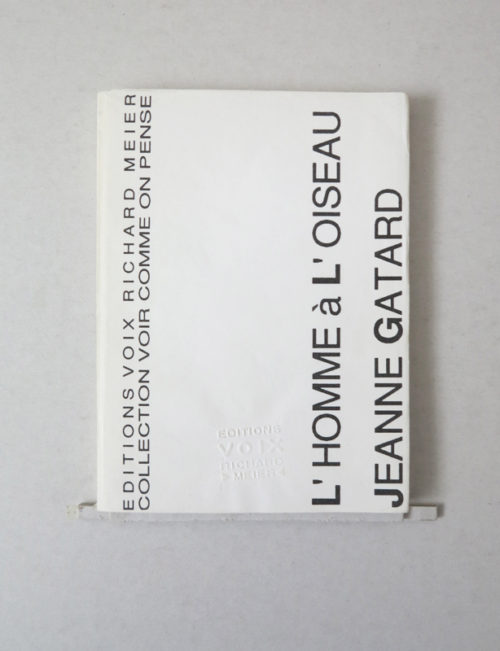 EDITIONS VOIX RICHARD MEIER
COLLECTION VOIR COMME ON PENSE
EDITIONS
VOIX
RICHARD
MEIER
L'HOMME à L'OISEAU
JEANNE GATARD